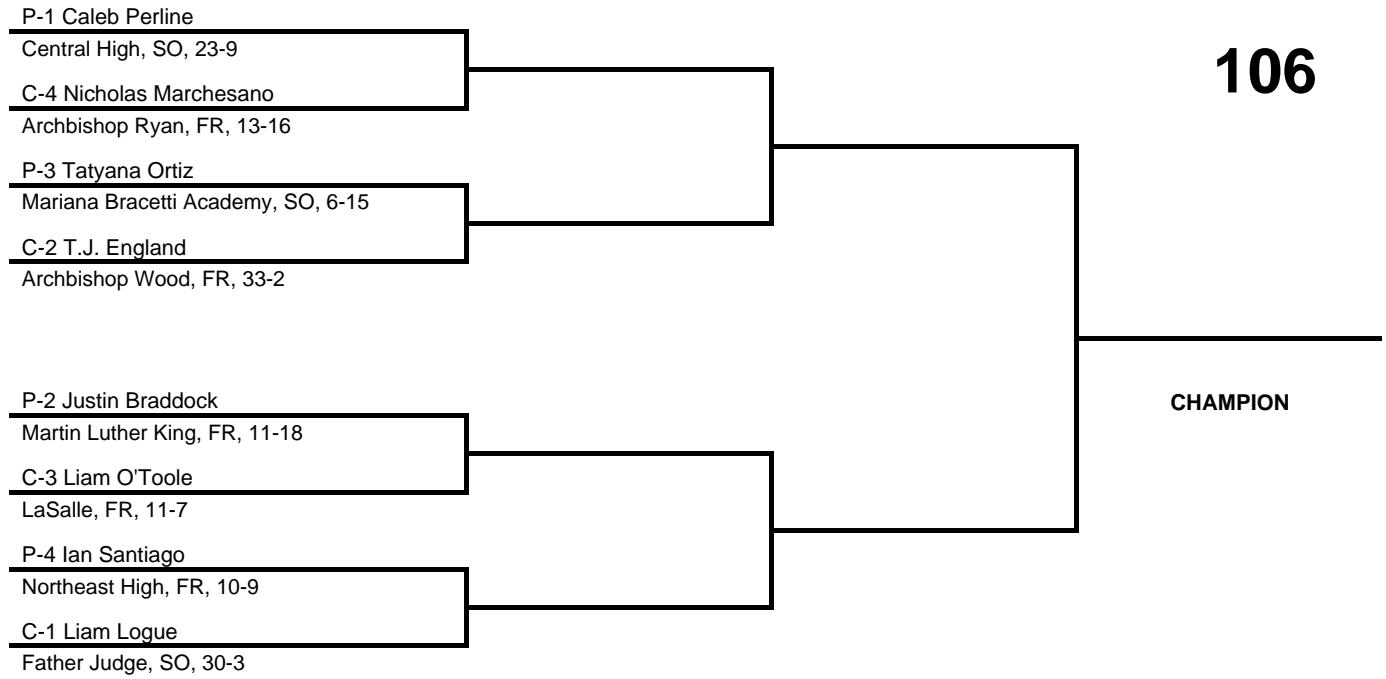 P-1 Caleb Perline
Central High, SO, 23-9
106
C-4 Nicholas Marchesano
Archbishop Ryan, FR, 13-16
P-3 Tatyana Ortiz
Mariana Bracetti Academy, SO, 6-15
C-2 T.J. England
Archbishop Wood, FR, 33-2
P-2 Justin Braddock
CHAMPION
Martin Luther King, FR, 11-18
C-3 Liam O'Toole
LaSalle, FR, 11-7
P-4 Ian Santiago
Northeast High, FR, 10-9
C-1 Liam Logue
Father Judge, SO, 30-3